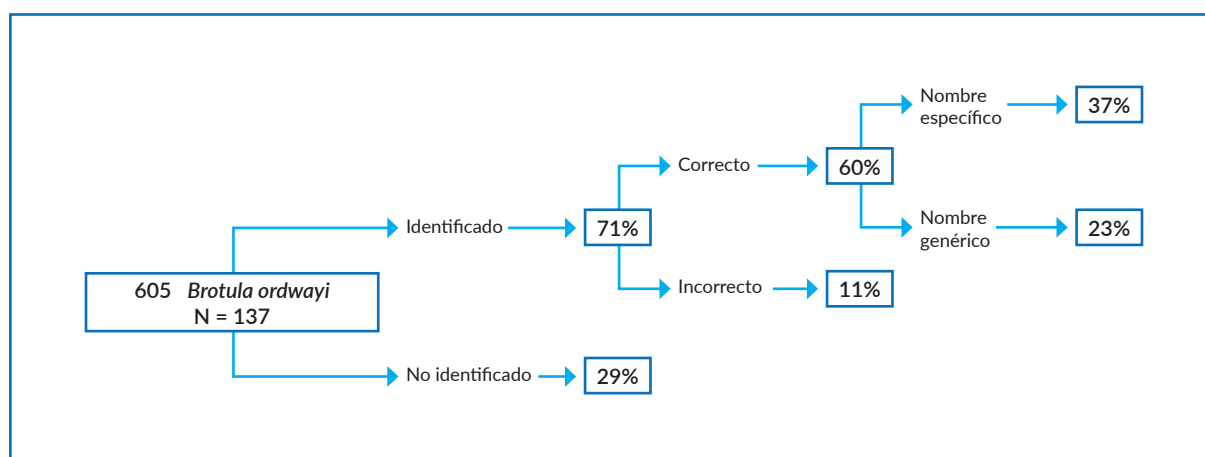 605 Brotula ordwayi
N = 137
Identificado
71%
Correcto
60%
Nombre
específico
37%
Nombre
genérico
23%
Incorrecto
11%
No identificado
29%